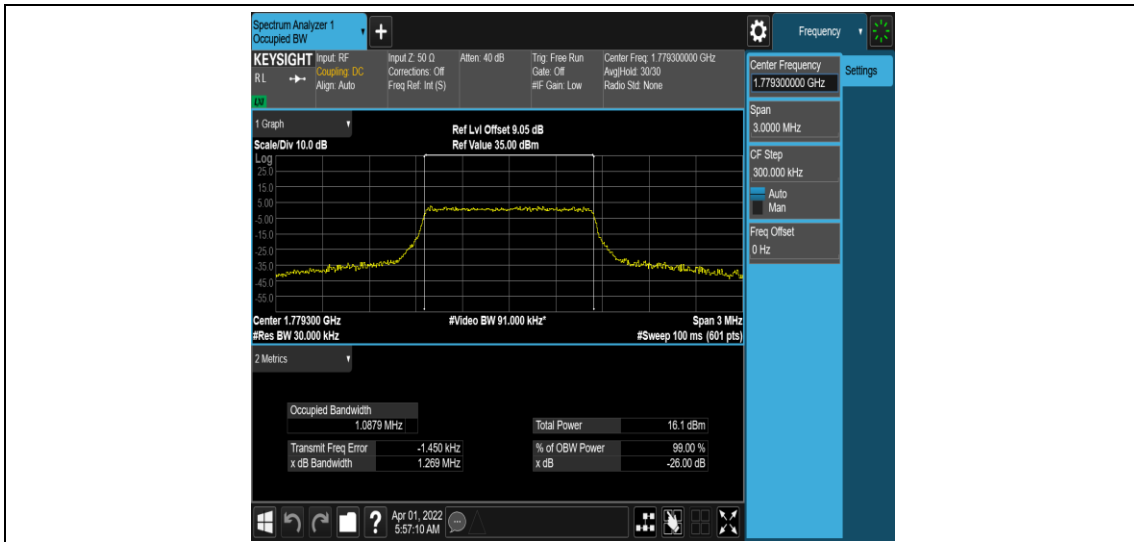 Spectrum Analyzer 1
Occupied BW
+
Frequency
KEYSIGHT
RL
LXI
Input: RF
Coupling: DC
Align: Auto
Input Z: 50 Ω
Corrections: Off
Freq Ref: Int (S)
Atten: 40 dB
Trig: Free Run
Gate: Off
#IF Gain: Low
Center Freq: 1.779300000 GHz
Avg|Hold: 30/30
Radio Std: None
Center Frequency
1.779300000 GHz
Settings
Span
3.0000 MHz
CF Step
300.000 kHz
Auto
Man
Freq Offset
0 Hz
1 Graph
Scale/Div 10.0 dB
Ref Lvl Offset 9.05 dB
Ref Value 35.00 dBm
Log
25.0
15.0
5.00
-5.00
-15.0
-25.0
-35.0
-45.0
-55.0
Center 1.779300 GHz
#Video BW 91.000 kHz*
Span 3 MHz
#Res BW 30.000 kHz
#Sweep 100 ms (601 pts)
2 Metrics
Occupied Bandwidth
1.0879 MHz
Total Power 16.1 dBm
Transmit Freq Error -1.450 kHz
% of OBW Power 99.00 %
x dB Bandwidth 1.269 MHz
x dB -26.00 dB
?
Apr 01, 2022
5:57:10 AM